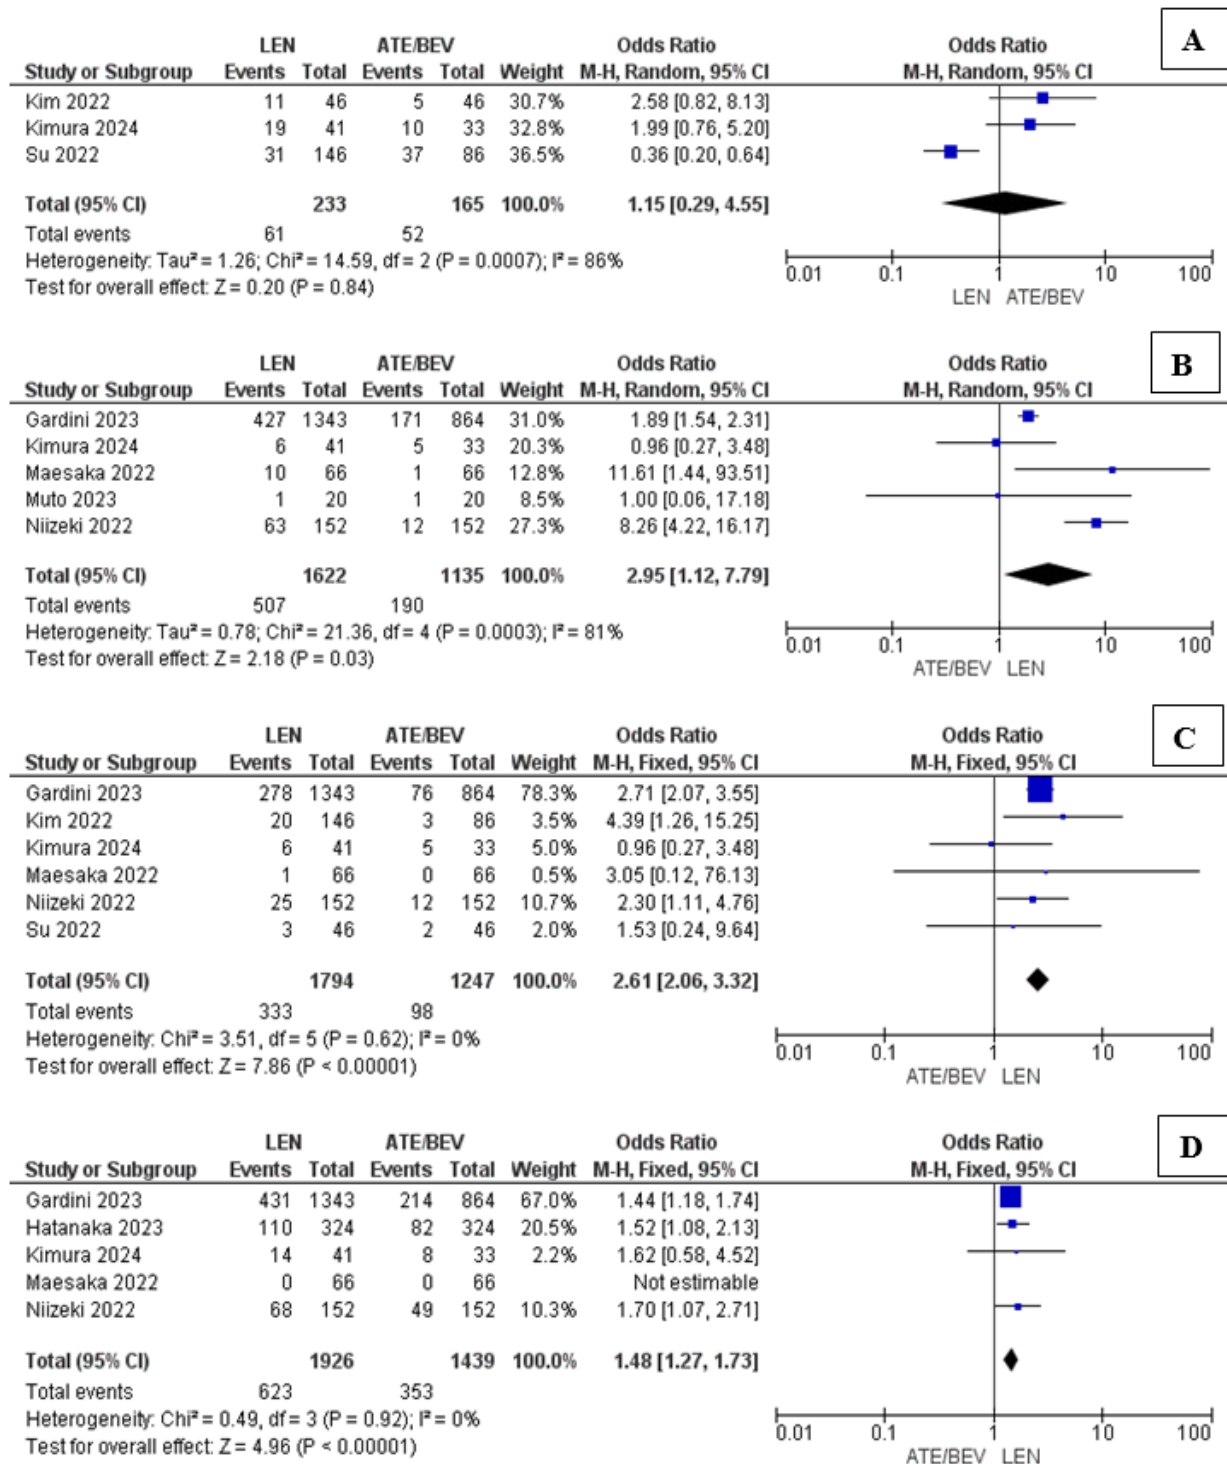 A
LEN ATE/BEV Odds Ratio Odds Ratio
Study or Subgroup Events Total Events Total Weight M-H, Random, 95% CI M-H, Random, 95% CI
Kim 2022 11 46 5 46 30.7% 2.58 [0.82, 8.13]
Kimura 2024 19 41 10 33 32.8% 1.99 [0.76, 5.20]
Su 2022 31 146 37 86 36.5% 0.36 [0.20, 0.64]
Total (95% CI) 233 165 100.0% 1.15 [0.29, 4.55]
Total events 61 52
Heterogeneity: Tau² = 1.26; Chi² = 14.59, df = 2 (P = 0.0007); I² = 86%
Test for overall effect: Z = 0.20 (P = 0.84)
0.01 0.1 1 10 100
LEN ATE/BEV
B
LEN ATE/BEV Odds Ratio Odds Ratio
Study or Subgroup Events Total Events Total Weight M-H, Random, 95% CI M-H, Random, 95% CI
Gardini 2023 427 1343 171 864 31.0% 1.89 [1.54, 2.31]
Kimura 2024 6 41 5 33 20.3% 0.96 [0.27, 3.48]
Maesaka 2022 10 66 1 66 12.8% 11.61 [1.44, 93.51]
Muto 2023 1 20 1 20 8.5% 1.00 [0.06, 17.18]
Niizeki 2022 63 152 12 152 27.3% 8.26 [4.22, 16.17]
Total (95% CI) 1622 1135 100.0% 2.95 [1.12, 7.79]
Total events 507 190
Heterogeneity: Tau² = 0.78; Chi² = 21.36, df = 4 (P = 0.0003); I² = 81%
Test for overall effect: Z = 2.18 (P = 0.03)
0.01 0.1 1 10 100
ATE/BEV LEN
C
LEN ATE/BEV Odds Ratio Odds Ratio
Study or Subgroup Events Total Events Total Weight M-H, Fixed, 95% CI M-H, Fixed, 95% CI
Gardini 2023 278 1343 76 864 78.3% 2.71 [2.07, 3.55]
Kim 2022 20 146 3 86 3.5% 4.39 [1.26, 15.25]
Kimura 2024 6 41 5 33 5.0% 0.96 [0.27, 3.48]
Maesaka 2022 1 66 0 66 0.5% 3.05 [0.12, 76.13]
Niizeki 2022 25 152 12 152 10.7% 2.30 [1.11, 4.76]
Su 2022 3 46 2 46 2.0% 1.53 [0.24, 9.64]
Total (95% CI) 1794 1247 100.0% 2.61 [2.06, 3.32]
Total events 333 98
Heterogeneity: Chi² = 3.51, df = 5 (P = 0.62); I² = 0%
Test for overall effect: Z = 7.86 (P < 0.00001)
0.01 0.1 1 10 100
ATE/BEV LEN
D
LEN ATE/BEV Odds Ratio Odds Ratio
Study or Subgroup Events Total Events Total Weight M-H, Fixed, 95% CI M-H, Fixed, 95% CI
Gardini 2023 431 1343 214 864 67.0% 1.44 [1.18, 1.74]
Hatanaka 2023 110 324 82 324 20.5% 1.52 [1.08, 2.13]
Kimura 2024 14 41 8 33 2.2% 1.62 [0.58, 4.52]
Maesaka 2022 0 66 0 66 Not estimable
Niizeki 2022 68 152 49 152 10.3% 1.70 [1.07, 2.71]
Total (95% CI) 1926 1439 100.0% 1.48 [1.27, 1.73]
Total events 623 353
Heterogeneity: Chi² = 0.49, df = 3 (P = 0.92); I² = 0%
Test for overall effect: Z = 4.96 (P < 0.00001)
0.01 0.1 1 10 100
ATE/BEV LEN